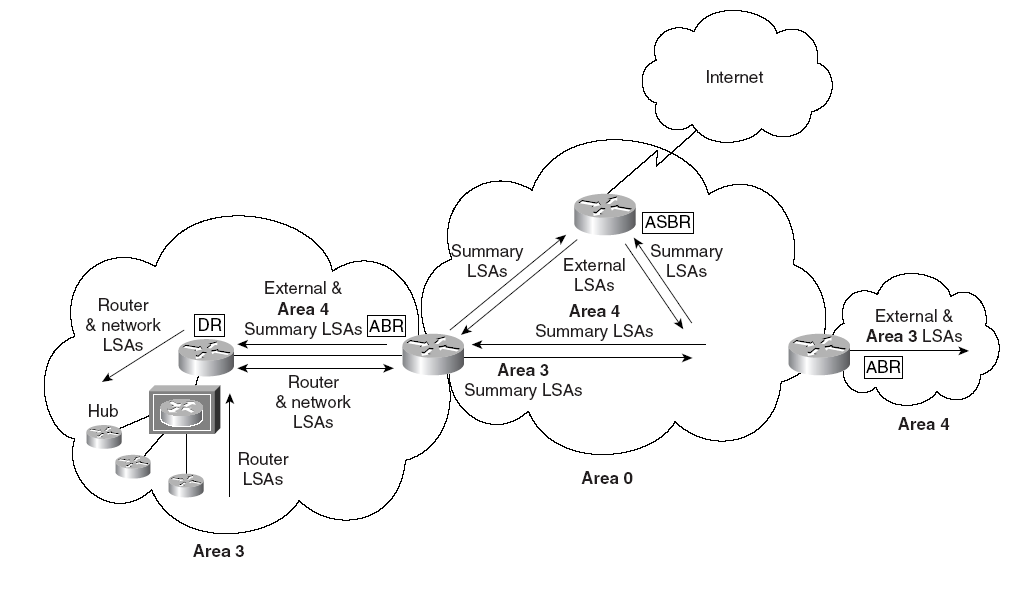 Internet
ASBR
Summary
LSAs
External
LSAs
Summary
LSAs
Area 4
Summary LSAs
Area 3
Summary LSAs
Area 0
External &
Area 4
Summary LSAs
ABR
Router
& network
LSAs
DR
Router
& network
LSAs
Hub
Router
LSAs
Area 3
External &
Area 3 LSAs
ABR
Area 4